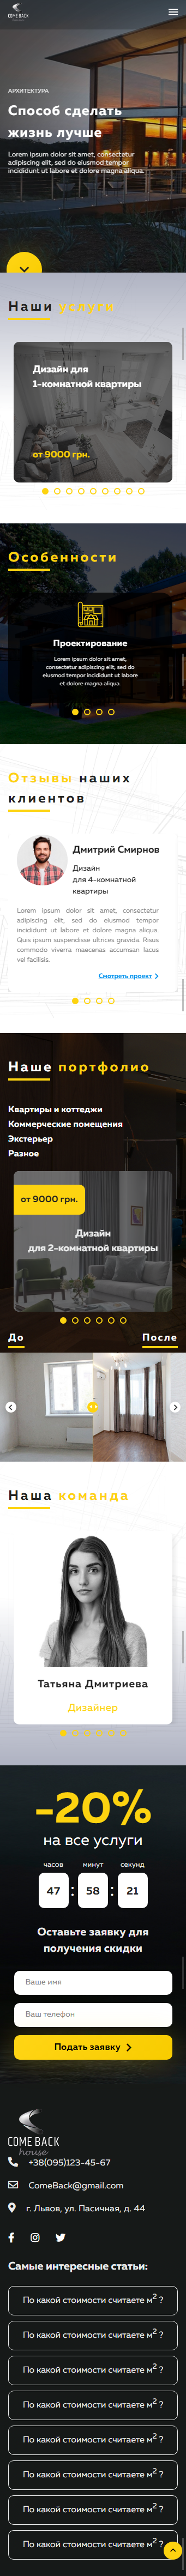 COME BACK
house
АРХИТЕКТУРА
Способ сделать
жизнь лучше
Lorem ipsum dolor sit amet, consectetur
adipiscing elit, sed do eiusmod tempor
incididunt ut labore et dolore magna aliqua.
Наши услуги
Дизайн для
1-комнатной квартиры
от 9000 грн.
Особенности
Проектирование
Lorem ipsum dolor sit amet,
consectetur adipiscing elit, sed do
eiusmod tempor incididunt ut labore
et dolore magna aliqua.
Отзывы наших
клиентов
Дмитрий Смирнов
Дизайн
для 4-комнатной
квартиры
Lorem ipsum dolor sit amet, consectetur
adipiscing elit, sed do eiusmod tempor
incididunt ut labore et dolore magna aliqua.
Quis ipsum suspendisse ultrices gravida. Risus
commodo viverra maecenas accumsan lacus
vel facilisis.
Смотреть проект
Наше портфолио
Квартиры и коттеджи
Коммерческие помещения
Экстерьер
Разное
от 9000 грн.
Дизайн
для 2-комнатной квартиры
До
После
Наша команда
Татьяна Дмитриева
Дизайнер
-20%
на все услуги
часов минут секунд
47 : 58 : 21
Оставьте заявку для
получения скидки
Ваше имя
Ваш телефон
Подать заявку
COME BACK
house
+38(095)123-45-67
ComeBack@gmail.com
г. Львов, ул. Пасичная, д. 44
Самые интересные статьи:
По какой стоимости считаете м2 ?
По какой стоимости считаете м2 ?
По какой стоимости считаете м2 ?
По какой стоимости считаете м2 ?
По какой стоимости считаете м2 ?
По какой стоимости считаете м2 ?
По какой стоимости считаете м2 ?
По какой стоимости считаете м2 ?